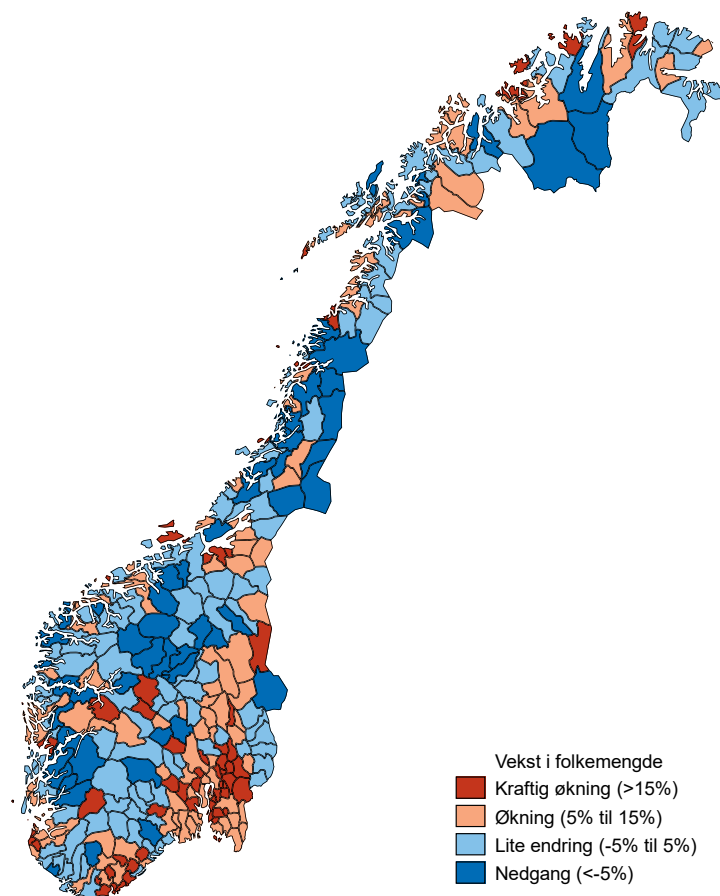 Vekst i folkemengde
Kraftig økning (>15%)
Økning (5% til 15%)
Lite endring (-5% til 5%)
Nedgang (<-5%)